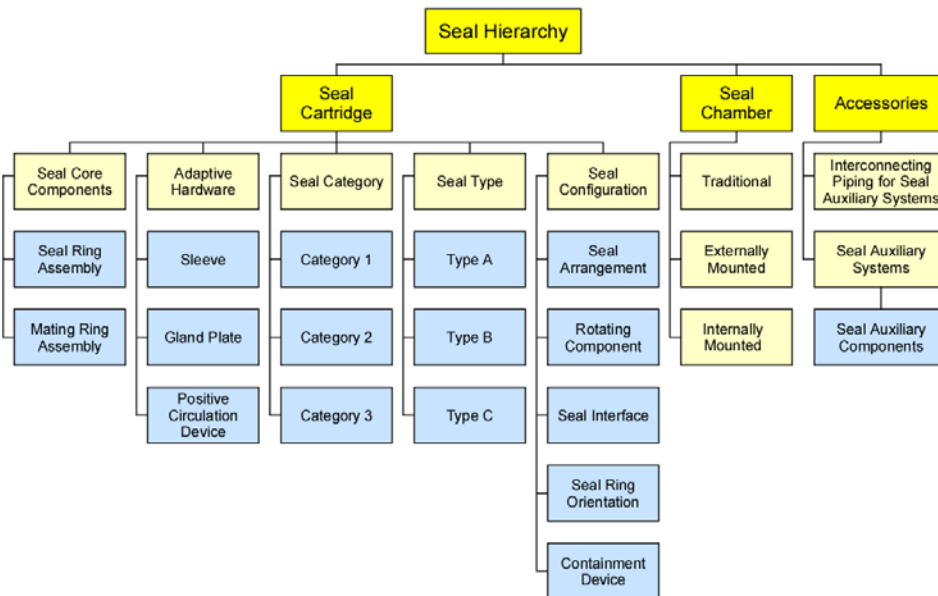 Seal Hierarchy
Seal
Cartridge
Seal
Chamber
Accessories
Seal Core
Components
Adaptive
Hardware
Seal Category
Seal Type
Seal
Configuration
Traditional
Interconnecting
Piping for Seal
Auxiliary Systems
Seal Ring
Assembly
Sleeve
Category 1
Type A
Seal
Arrangement
Externally
Mounted
Seal Auxiliary
Systems
Mating Ring
Assembly
Gland Plate
Category 2
Type B
Rotating
Component
Internally
Mounted
Seal Auxiliary
Components
Positive
Circulation
Device
Category 3
Type C
Seal Interface
Seal Ring
Orientation
Containment
Device